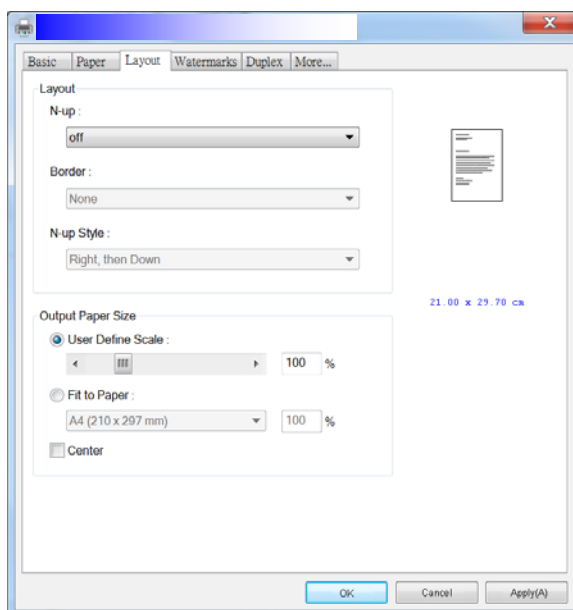 Basic Paper Layout Watermarks Duplex More...
Layout
N-up :
off
Border :
None
N-up Style :
Right, then Down
21.00 x 29.70 cm
Output Paper Size
User Define Scale :
100 %
Fit to Paper :
A4 (210 x 297 mm) 100 %
Center
OK Cancel Apply(A)